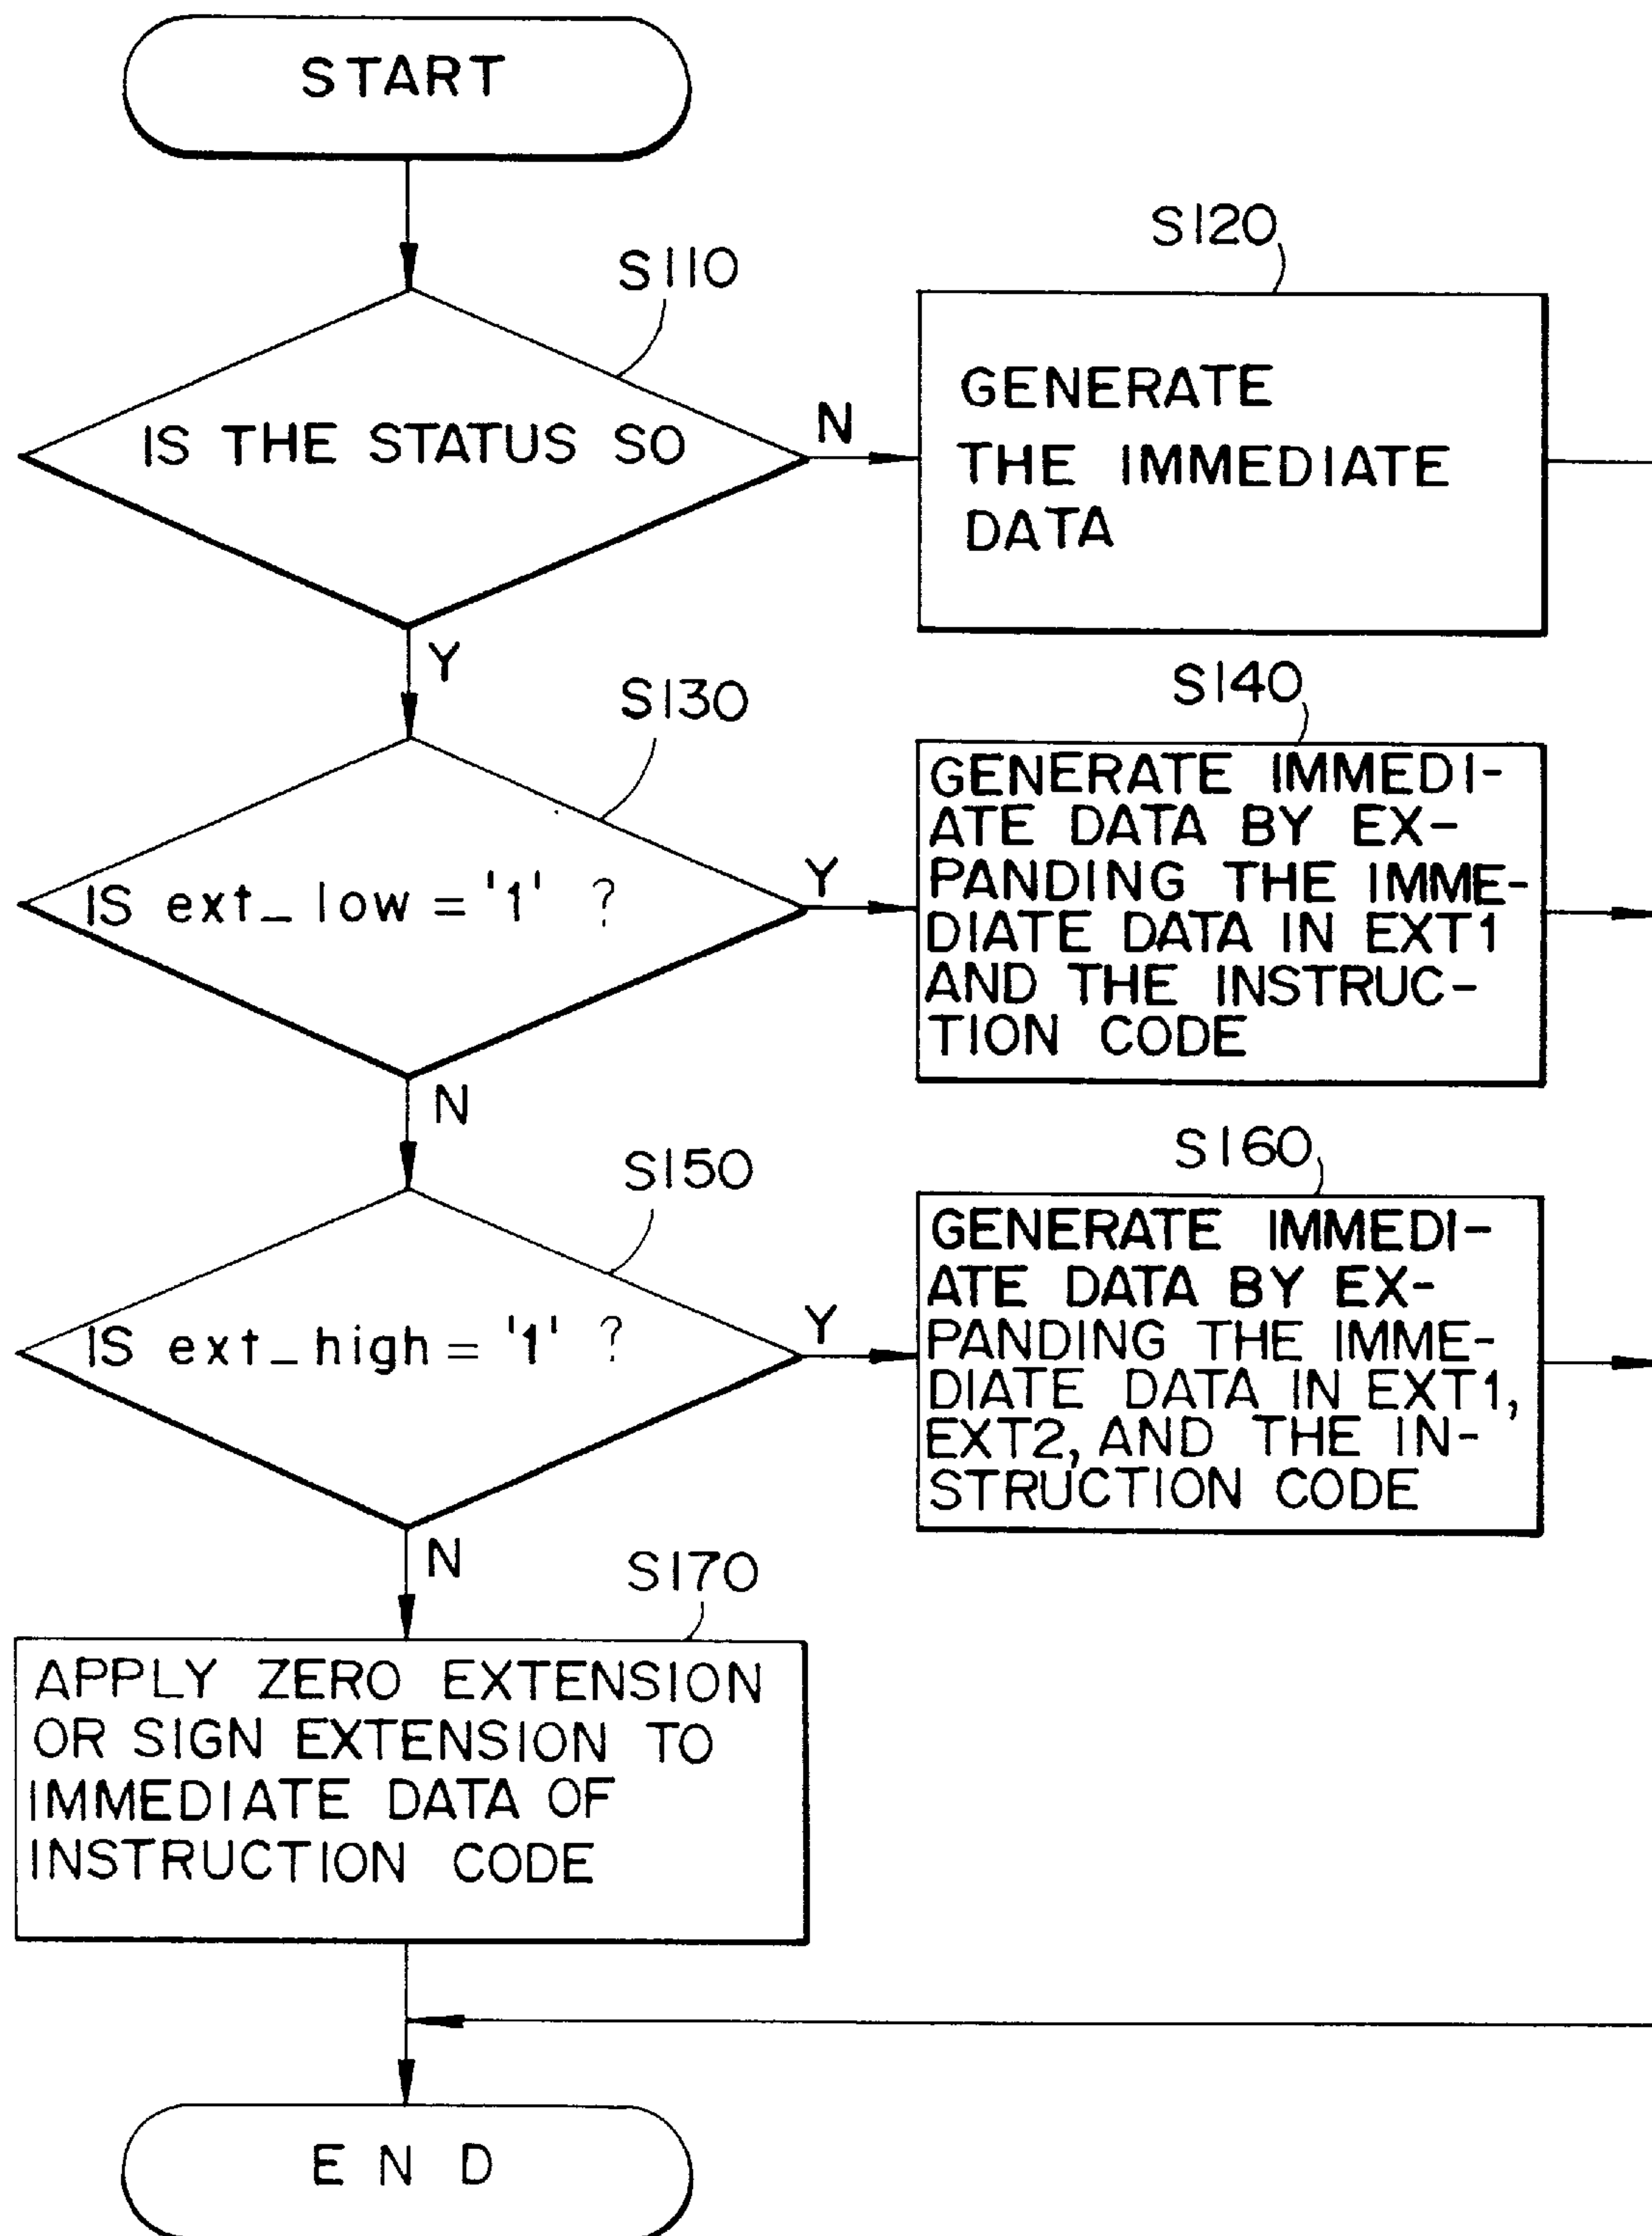 START
S110
S120
IS THE STATUS SO
N
GENERATE
THE IMMEDIATE
DATA
Y
S130
S140
IS ext_low = '1' ?
Y
GENERATE IMMEDI-
ATE DATA BY EX-
PANDING THE IMME-
DIATE DATA IN EXT1
AND THE INSTRUC-
TION CODE
N
S150
S160
IS ext_high = '1' ?
Y
GENERATE IMMEDI-
ATE DATA BY EX-
PANDING THE IMME-
DIATE DATA IN EXT1,
EXT2, AND THE IN-
STRUCTION CODE
N
S170
APPLY ZERO EXTENSION
OR SIGN EXTENSION TO
IMMEDIATE DATA OF
INSTRUCTION CODE
END